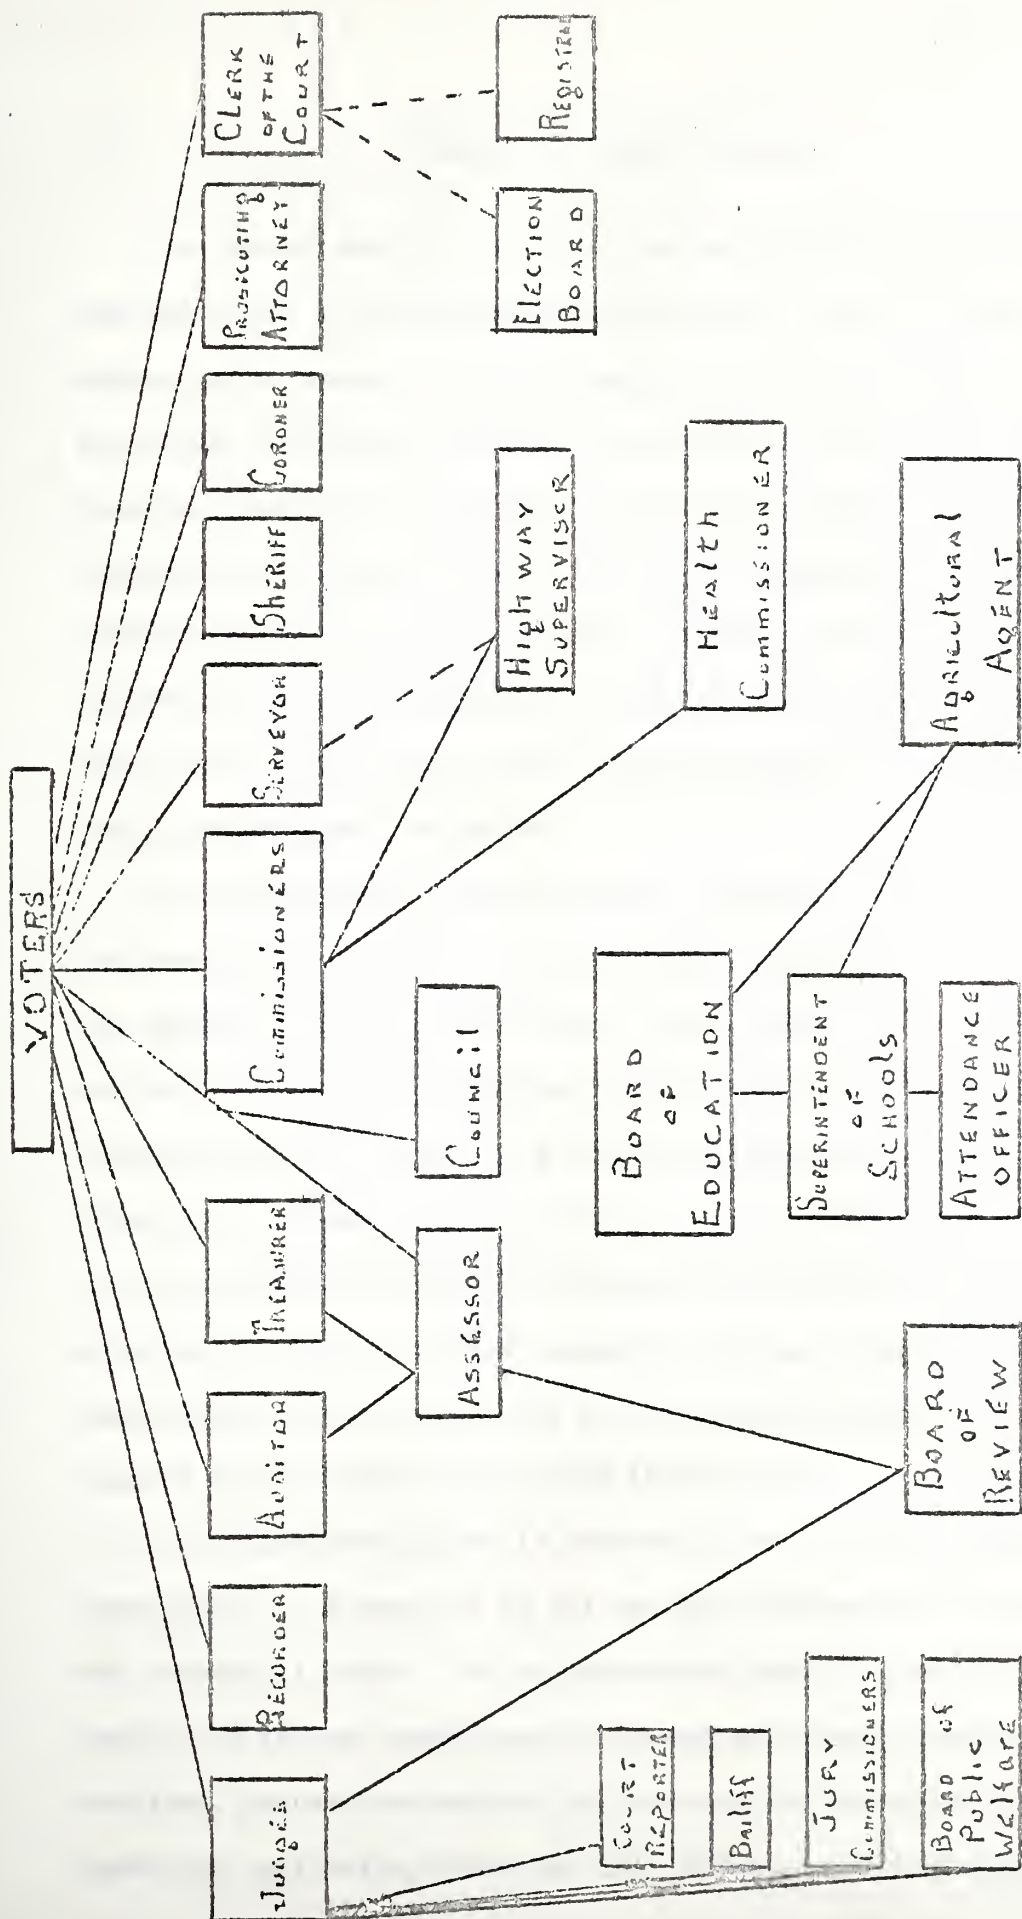 VOTERS
JUDGES
RECORDER
AUDITOR
TREASURER
COMMISSIONERS
SURVEYOR
SHERIFF
CORONER
PROSICUTING
ATTORNEY
CLERK
OF THE
COURT
ASSESSOR
COUNCIL
HIGHWAY
SUPERVISOR
ELECTION
BOARD
REGISTRAR
COURT
REPORTER
BAILIFF
JURY
COMMISSIONERS
BOARD OF
PUBLIC
WELFARE
BOARD
OF
EDUCATION
HEALTH
COMMISSIONER
SUPERINTENDENT
OF
SCHOOLS
BOARD
OF
REVIEW
ATTENDANCE
OFFICER
AGRICULTURAL
AGENT